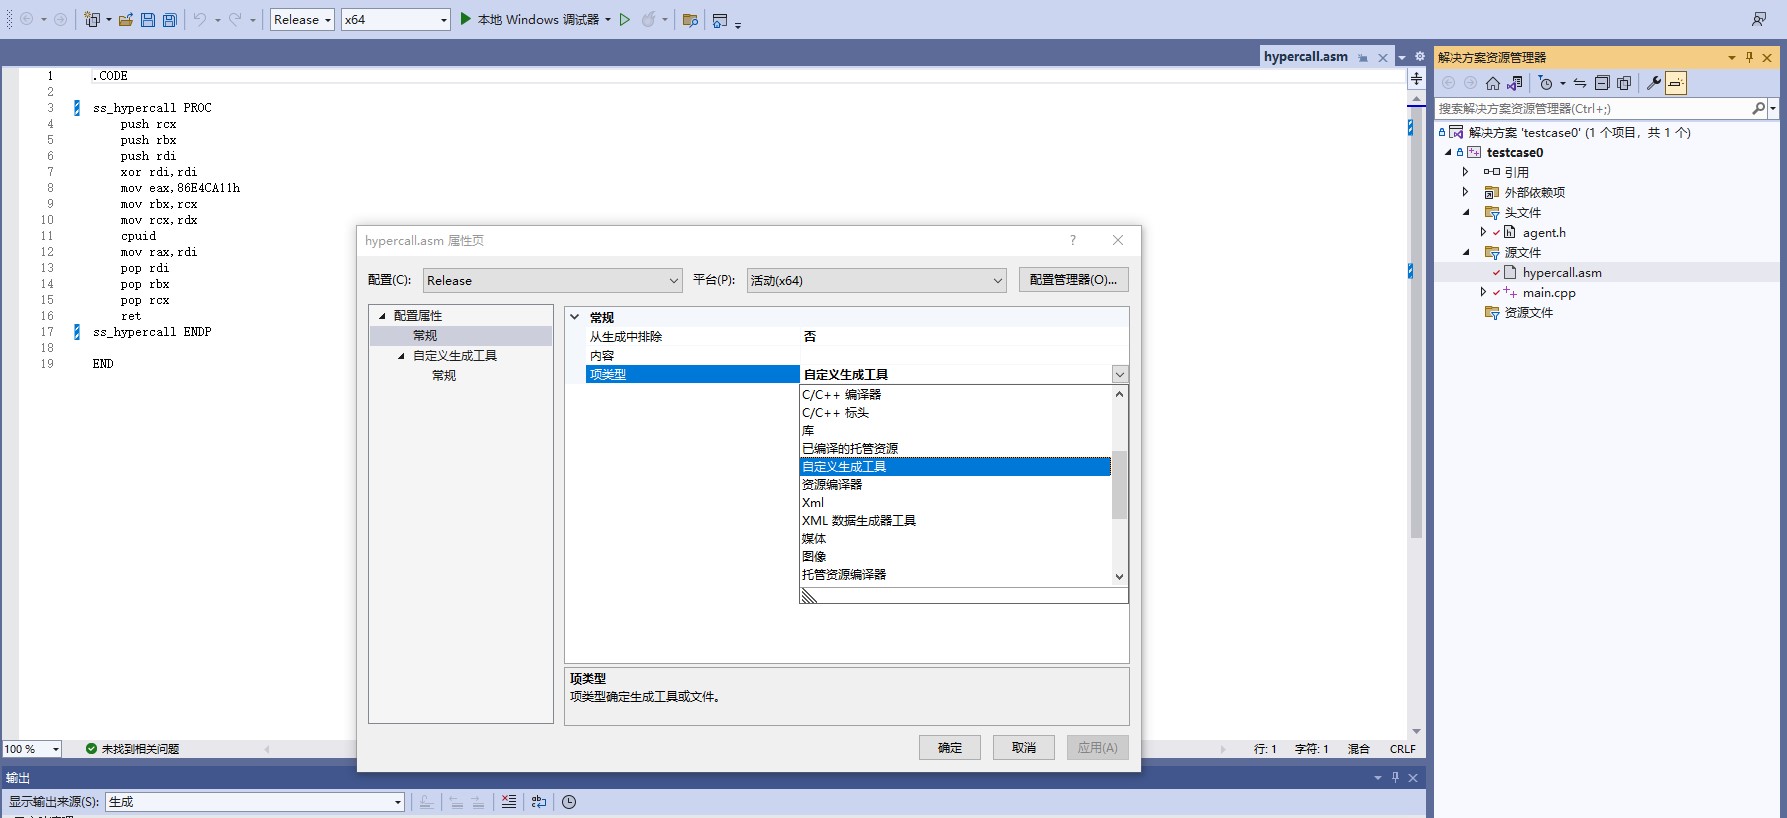 Release
x64
本地 Windows 调试器
hypercall.asm
1 .CODE
2
3 ss_hypercall PROC
4 push rcx
5 push rbx
6 push rdi
7 xor rdi,rdi
8 mov eax,86E4CA11h
9 mov rbx,rcx
10 mov rcx,rdx
11 cpuid
12 mov rax,rdi
13 pop rdi
14 pop rbx
15 pop rcx
16 ret
17 ss_hypercall ENDP
18
19 END
hypercall.asm 属性页
?
配置(C):
Release
平台(P):
活动(x64)
配置管理器(O)...
配置属性
常规
自定义生成工具
常规
常规
从生成中排除 否
内容
项类型 自定义生成工具
C/C++ 编译器
C/C++ 标头
库
已编译的托管资源
自定义生成工具
资源编译器
Xml
XML 数据生成器工具
媒体
图像
托管资源编译器
项类型
项类型确定生成工具或文件。
确定
取消
应用(A)
100 %
未找到相关问题
行: 1
字符: 1
混合
CRLF
输出
显示输出来源(S):
生成
解决方案资源管理器
搜索解决方案资源管理器(Ctrl+;)
解决方案 'testcase0' (1 个项目，共 1 个)
testcase0
引用
外部依赖项
头文件
agent.h
源文件
hypercall.asm
main.cpp
资源文件